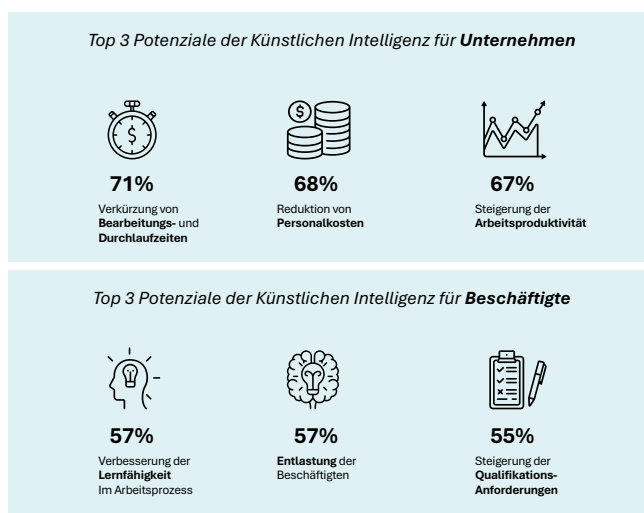 Top 3 Potenziale der Künstlichen Intelligenz für Unternehmen
$
$
71%
68%
67%
Verkürzung von
Bearbeitungs- und
Durchlaufzeiten
Reduktion von
Personalkosten
Steigerung der
Arbeitsproduktivität
Top 3 Potenziale der Künstlichen Intelligenz für Beschäftigte
57%
57%
55%
Verbesserung der
Lernfähigkeit
Im Arbeitsprozess
Entlastung der
Beschäftigten
Steigerung der
Qualifikations-
Anforderungen